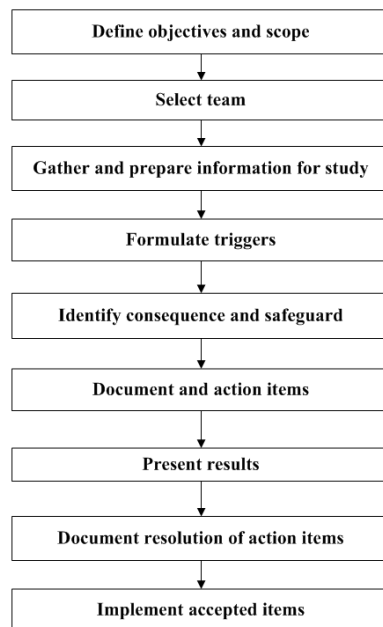 Define objectives and scope
Select team
Gather and prepare information for study
Formulate triggers
Identify consequence and safeguard
Document and action items
Present results
Document resolution of action items
Implement accepted items